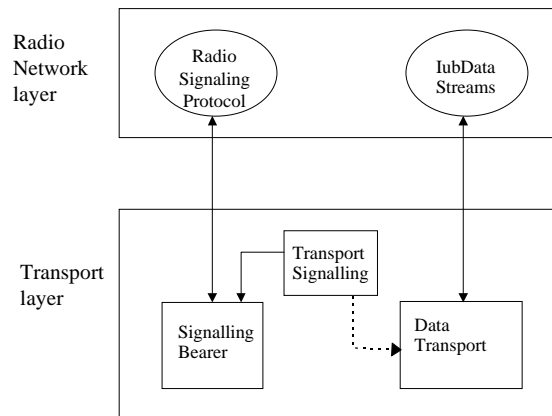 Radio
Network
layer
Radio
Signaling
Protocol
IubData
Streams
Transport
layer
Transport
Signalling
Signalling
Bearer
Data
Transport